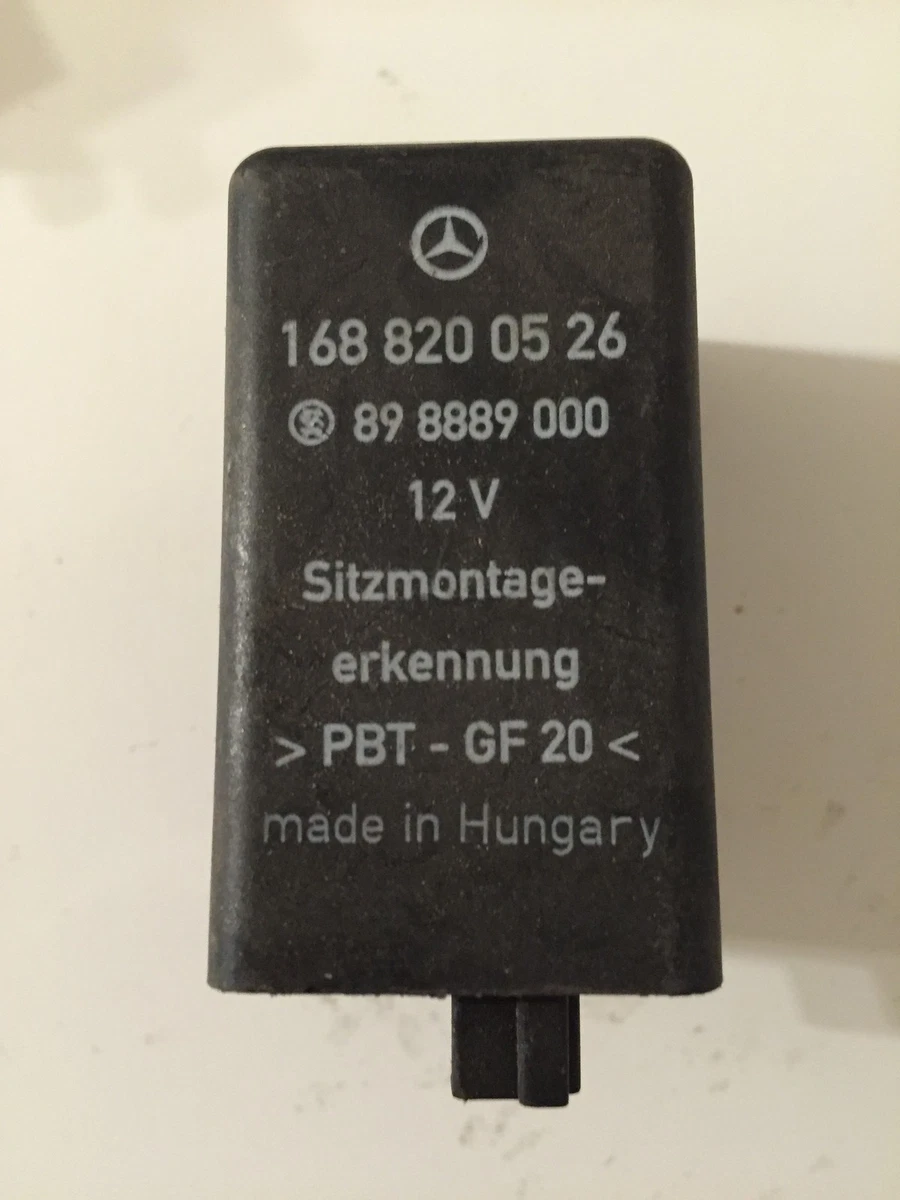 168 820 05 26
89 8889 000
12 V
Sitzmontage-
erkennung
> PBT - GF 20 <
made in Hungary